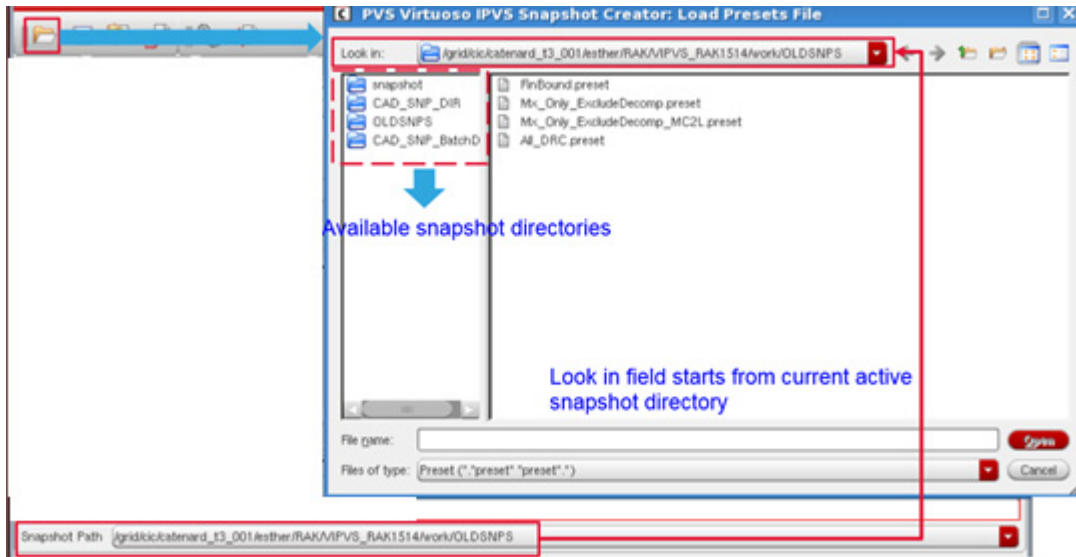 PVS Virtuoso IPVS Snapshot Creator: Load Presets File
Look in: /grid/cic/catenard_t3_001/esther/RAK/VIPVS_RAK1514/work/OLDSNPS
snapshot
CAD_SNP_DIR
OLDSNPS
CAD_SNP_BatchD
FinBound.preset
Mx_Only_ExcludeDecomp.preset
Mx_Only_ExcludeDecomp_MC2L.preset
All_DRC.preset
Available snapshot directories
Look in field starts from current active
snapshot directory
File name:
Open
Files of type: Preset ("."preset" "preset".")
Cancel
Snapshot Path /grid/cic/catenard_t3_001/esther/RAK/VIPVS_RAK1514/work/OLDSNPS